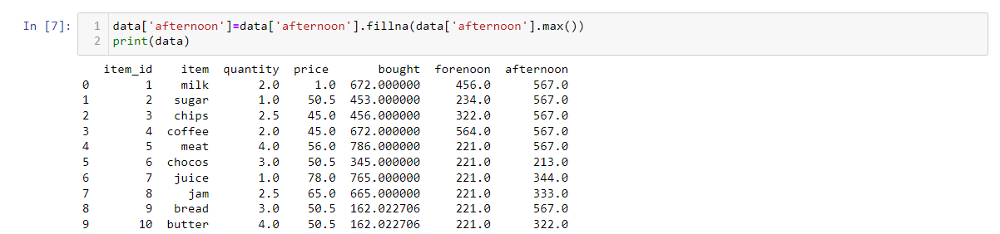 In [7]: 1 data['afternoon']=data['afternoon'].fillna(data['afternoon'].max())
2 print(data)
item_id item quantity price bought forenoon afternoon
0 1 milk 2.0 1.0 672.000000 456.0 567.0
1 2 sugar 1.0 50.5 453.000000 234.0 567.0
2 3 chips 2.5 45.0 456.000000 322.0 567.0
3 4 coffee 2.0 45.0 672.000000 564.0 567.0
4 5 meat 4.0 56.0 786.000000 221.0 567.0
5 6 chocos 3.0 50.5 345.000000 221.0 213.0
6 7 juice 1.0 78.0 765.000000 221.0 344.0
7 8 jam 2.5 65.0 665.000000 221.0 333.0
8 9 bread 3.0 50.5 162.022706 221.0 567.0
9 10 butter 4.0 50.5 162.022706 221.0 322.0